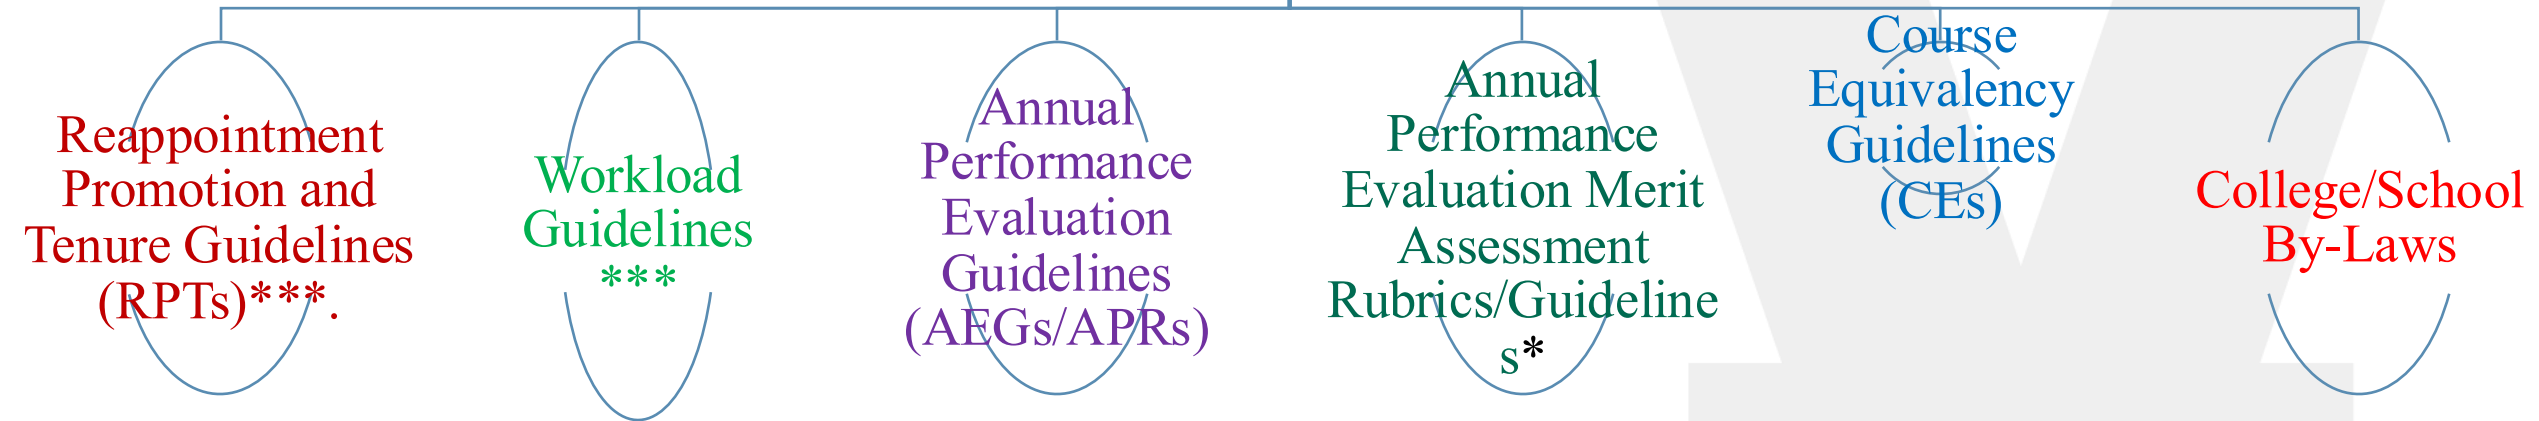 Reappointment
Promotion and
Tenure Guidelines
(RPTs)***.
Workload
Guidelines
***
Annual
Performance
Evaluation
Guidelines
(AEGs/APRs)
Annual
Performance
Evaluation Merit
Assessment
Rubrics/Guideline
s*
Course
Equivalency
Guidelines
(CEs)
College/School
By-Laws